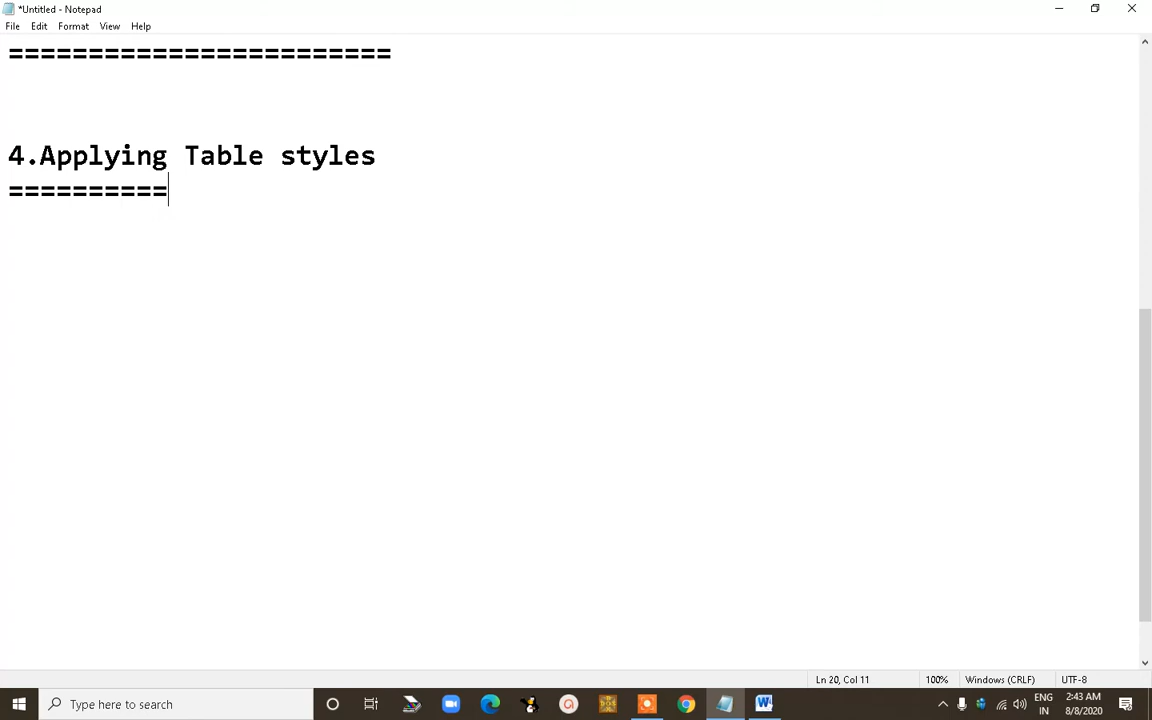 *Untitled - Notepad
File Edit Format View Help
========================
4.Applying Table styles
==========
Ln 20, Col 11 100% Windows (CRLF) UTF-8
Type here to search
ENG
IN
2:43 AM
8/8/2020